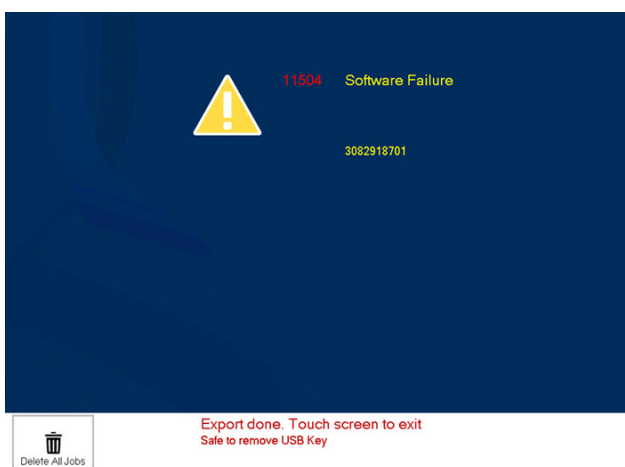 11504 Software Failure
3082918701
Export done. Touch screen to exit
Safe to remove USB Key
Delete All Jobs